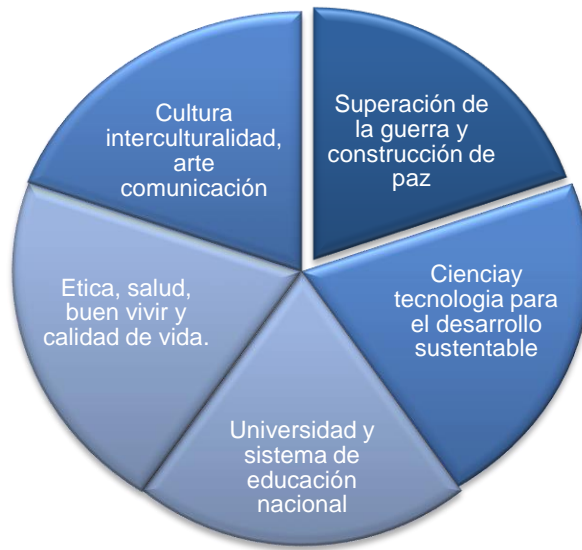 Cultura
interculturalidad,
arte
comunicación
Superación de
la guerra y
construcción de
paz
Cienciay
tecnologia para
el desarrollo
sustentable
Universidad y
sistema de
educación
nacional
Etica, salud,
buen vivir y
calidad de vida.